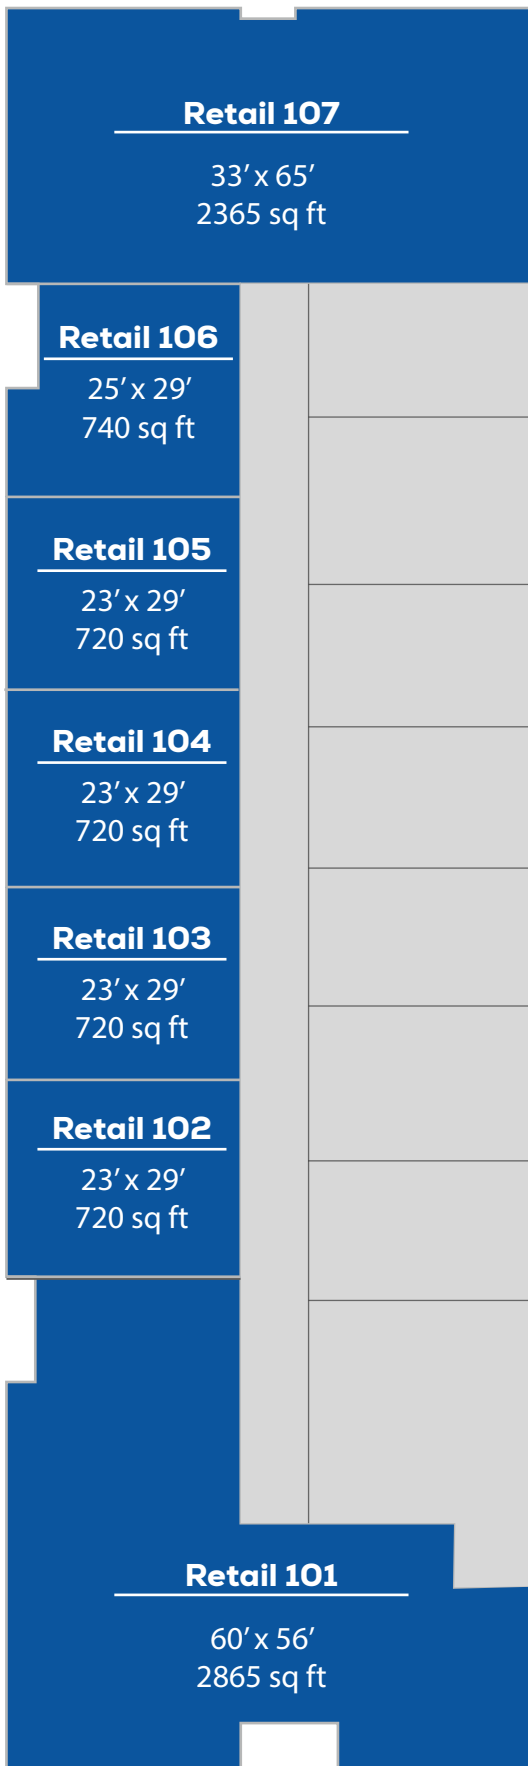 Retail 107
33’ x 65’
2365 sq ft
Retail 106
25’ x 29’
740 sq ft
Retail 105
23’ x 29’
720 sq ft
Retail 104
23’ x 29’
720 sq ft
Retail 103
23’ x 29’
720 sq ft
Retail 102
23’ x 29’
720 sq ft
Retail 101
60’ x 56’
2865 sq ft